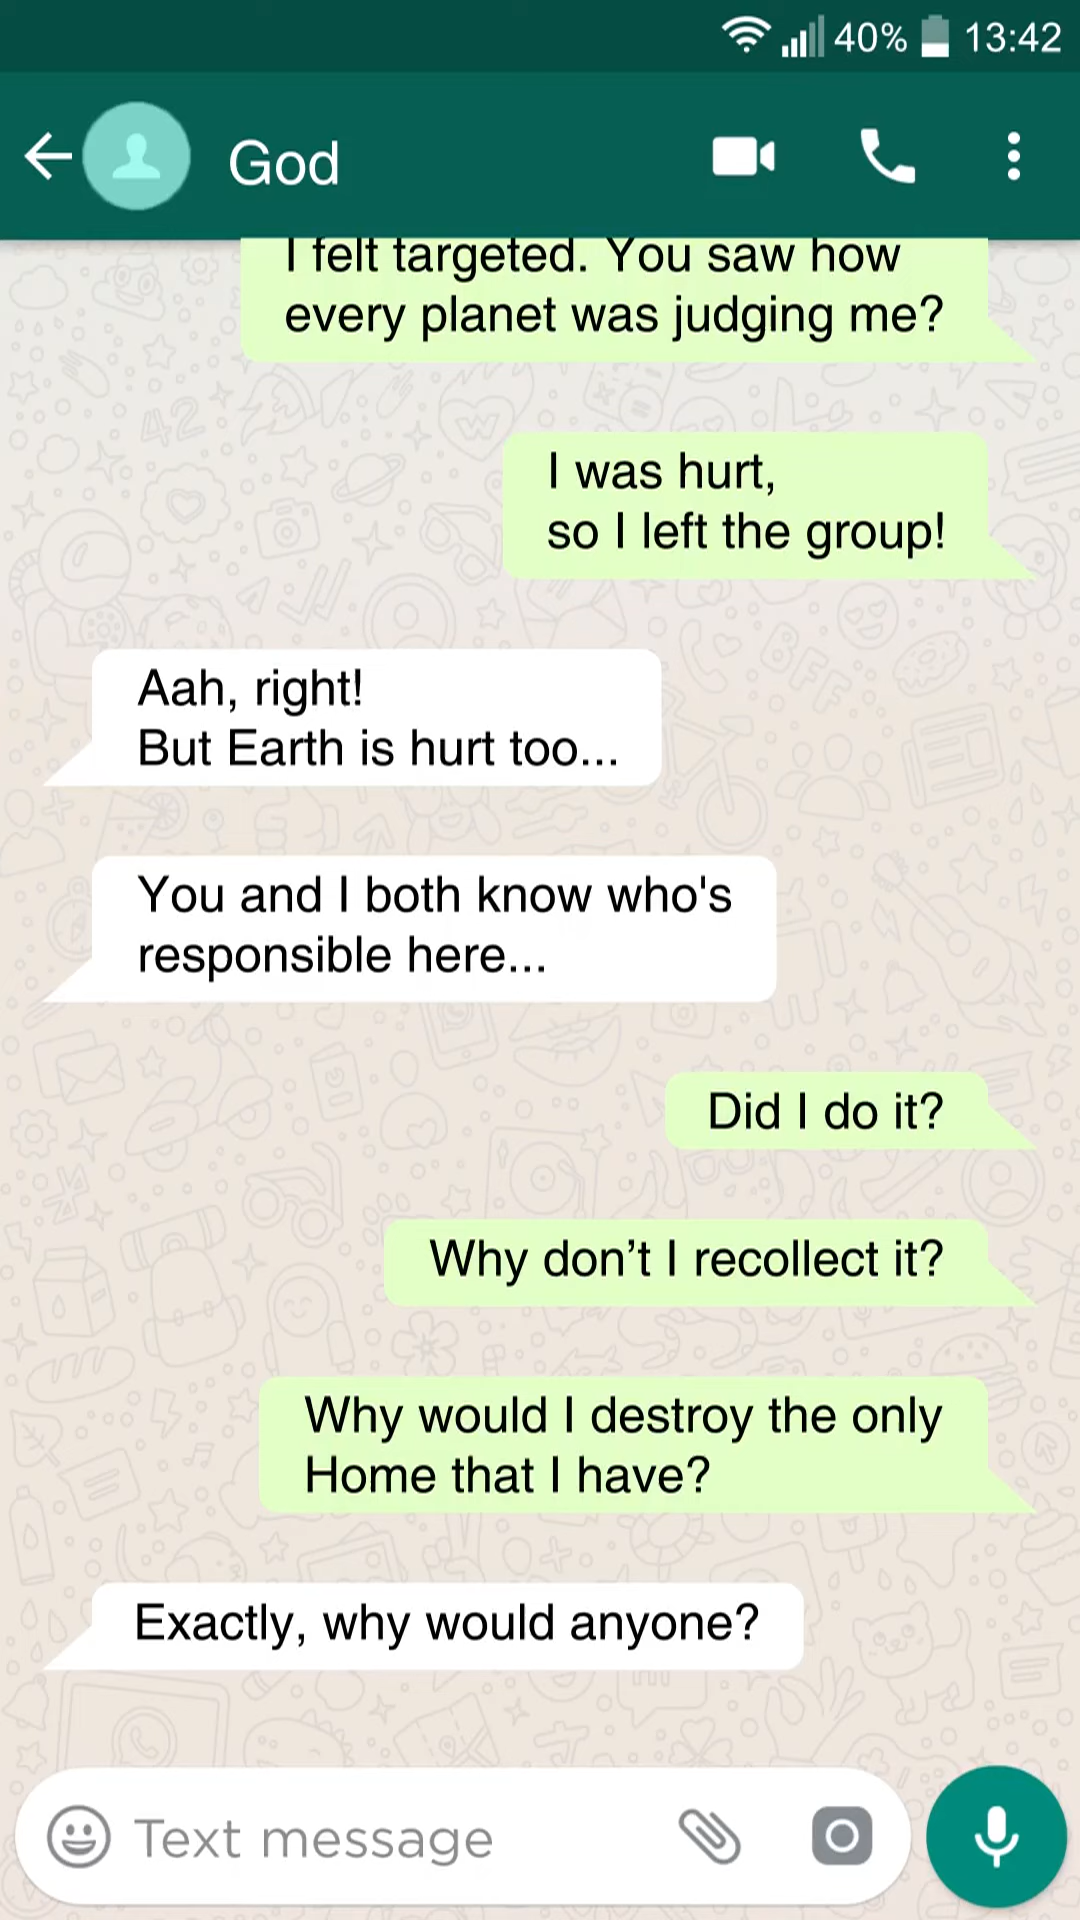 40% 13:42
God
I felt targeted. You saw how
every planet was judging me?
I was hurt,
so I left the group!
Aah, right!
But Earth is hurt too...
You and I both know who's
responsible here...
Did I do it?
Why don’t I recollect it?
Why would I destroy the only
Home that I have?
Exactly, why would anyone?
Text message